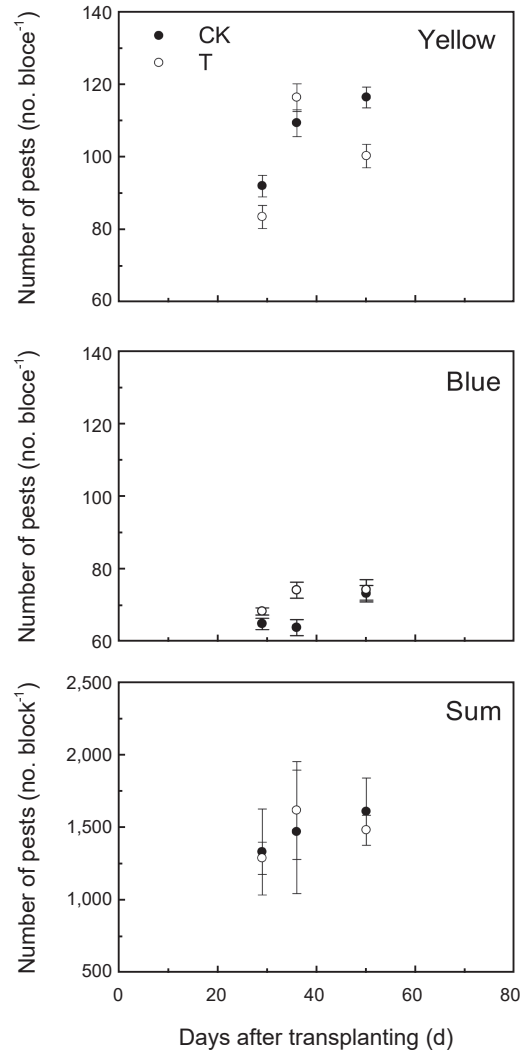 CK
T
Yellow
140
120
100
80
60
Number of pests (no. bloce⁻¹)
Blue
140
120
100
80
60
Number of pests (no. bloce⁻¹)
Sum
2,500
2,000
1,500
1,000
500
Number of pests (no. block⁻¹)
0 20 40 60 80
Days after transplanting (d)